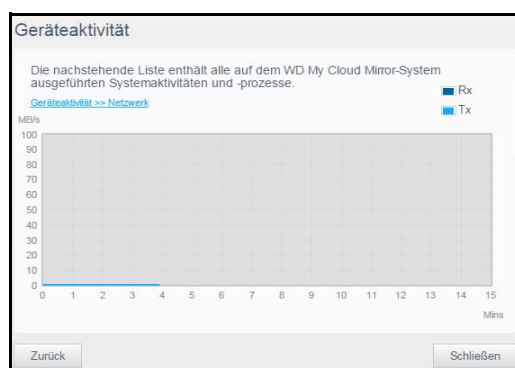 Geräteaktivität
Die nachstehende Liste enthält alle auf dem WD My Cloud Mirror-System
ausgeführten Systemaktivitäten und -prozesse.
Rx
Geräteaktivität >> Netzwerk
Tx
MB/s
100
90
80
70
60
50
40
30
20
10
0
0 1 2 3 4 5 6 7 8 9 10 11 12 13 14 15
Mins
Zurück Schließen